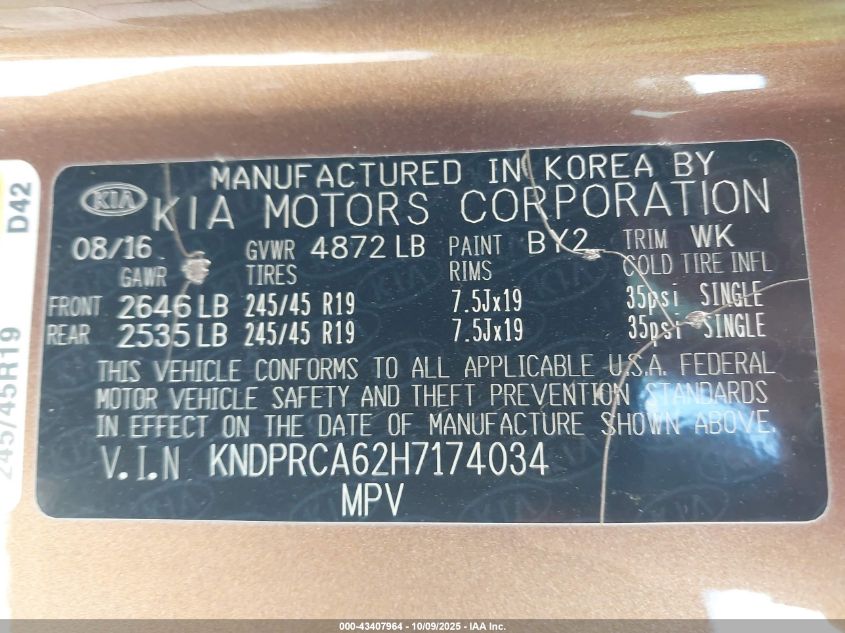 MANUFACTURED IN KOREA BY
KIA KIA MOTORS CORPORATION
08/16 GVWR 4872 LB PAINT BY2 TRIM WK
GAWR TIRES RIMS COLD TIRE INFL
FRONT 2646 LB 245/45 R19 7.5Jx19 35psi SINGLE
REAR 2535 LB 245/45 R19 7.5Jx19 35psi SINGLE
THIS VEHICLE CONFORMS TO ALL APPLICABLE U.S.A. FEDERAL
MOTOR VEHICLE SAFETY AND THEFT PREVENTION STANDARDS
IN EFFECT ON THE DATE OF MANUFACTURE SHOWN ABOVE.
V.I.N KNDPRCA62H7174034
MPV
D42
245/45R19
000-43407964 | 10/09/2025 - IAA Inc.